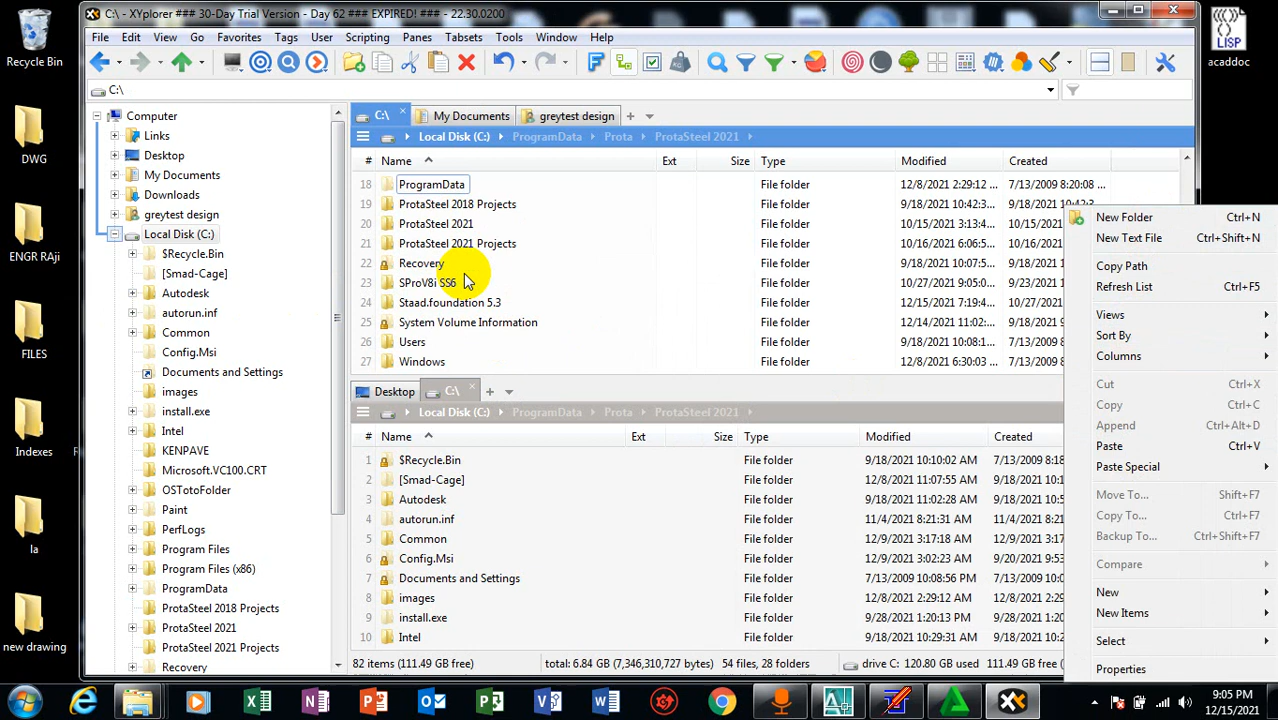 C:\ - XYplorer ### 30-Day Trial Version - Day 62 ### EXPIRED! ### - 22.30.0200
File Edit View Go Favorites Tags User Scripting Panes Tabsets Tools Window Help
C:\
Recycle Bin
DWG
ENGR RAji
FILES
Indexes
la
new drawing
LISP
acaddoc
Computer
Links
Desktop
My Documents
Downloads
greytest design
Local Disk (C:)
$Recycle.Bin
[Smad-Cage]
Autodesk
autorun.inf
Common
Config.Msi
Documents and Settings
images
install.exe
Intel
KENPAVE
Microsoft.VC100.CRT
OSTotoFolder
Paint
PerfLogs
Program Files
Program Files (x86)
ProgramData
ProtaSteel 2018 Projects
ProtaSteel 2021
ProtaSteel 2021 Projects
Recovery
C:\ My Documents greytest design
Local Disk (C:) ProgramData Prota ProtaSteel 2021
# Name Ext Size Type Modified Created
18 ProgramData File folder 12/8/2021 2:29:12 ... 7/13/2009 8:20:08 ...
19 ProtaSteel 2018 Projects File folder 9/18/2021 10:42:3... 9/18/2021 10:42:3...
20 ProtaSteel 2021 File folder 10/15/2021 3:13:4... 10/15
21 ProtaSteel 2021 Projects File folder 10/16/2021 6:06:5... 10/16
22 Recovery File folder 9/18/2021 10:07:5... 9/18/2
23 SProV8i SS6 File folder 10/27/2021 9:05:0... 10/27
24 Staad.foundation 5.3 File folder 12/15/2021 7:19:4... 10/27
25 System Volume Information File folder 12/14/2021 11:02:... 9/18/2
26 Users File folder 9/18/2021 10:08:1... 7/13/2
27 Windows File folder 12/8/2021 6:30:03 ... 7/13/2
Desktop C:\
Local Disk (C:) ProgramData Prota ProtaSteel 2021
# Name Ext Size Type Modified Created
1 $Recycle.Bin File folder 9/18/2021 10:10:02 AM 7/13/2009 8:18
2 [Smad-Cage] File folder 12/8/2021 11:07:55 AM 9/18/2021 11:0
3 Autodesk File folder 9/18/2021 11:02:28 AM 9/18/2021 10:5
4 autorun.inf File folder 11/4/2021 8:21:31 AM 11/4/2021 8:21
5 Common File folder 12/9/2021 3:17:18 AM 12/9/2021 3:17
6 Config.Msi File folder 12/9/2021 3:02:23 AM 9/20/2021 9:53
7 Documents and Settings File folder 7/13/2009 10:08:56 PM 7/13/2009 10:0
8 images File folder 12/8/2021 2:29:12 AM 12/8/2021 2:29
9 install.exe File folder 9/28/2021 1:20:13 PM 9/28/2021 1:20
10 Intel File folder 9/18/2021 10:29:31 AM 9/18/2021 10:2
82 items (111.49 GB free) total: 6.84 GB (7,346,310,727 bytes) 54 files, 28 folders drive C: 120.80 GB used 111.49 GB free
New Folder Ctrl+N
New Text File Ctrl+Shift+N
Copy Path Ctrl+P
Refresh List Ctrl+F5
Views
Sort By
Columns
Cut Ctrl+X
Copy Ctrl+C
Append Ctrl+Alt+D
Paste Ctrl+V
Paste Special
Move To... Shift+F7
Copy To... Ctrl+F7
Backup To... Ctrl+Shift+F7
Compare
New
New Items
Select
Properties
9:05 PM
12/15/2021